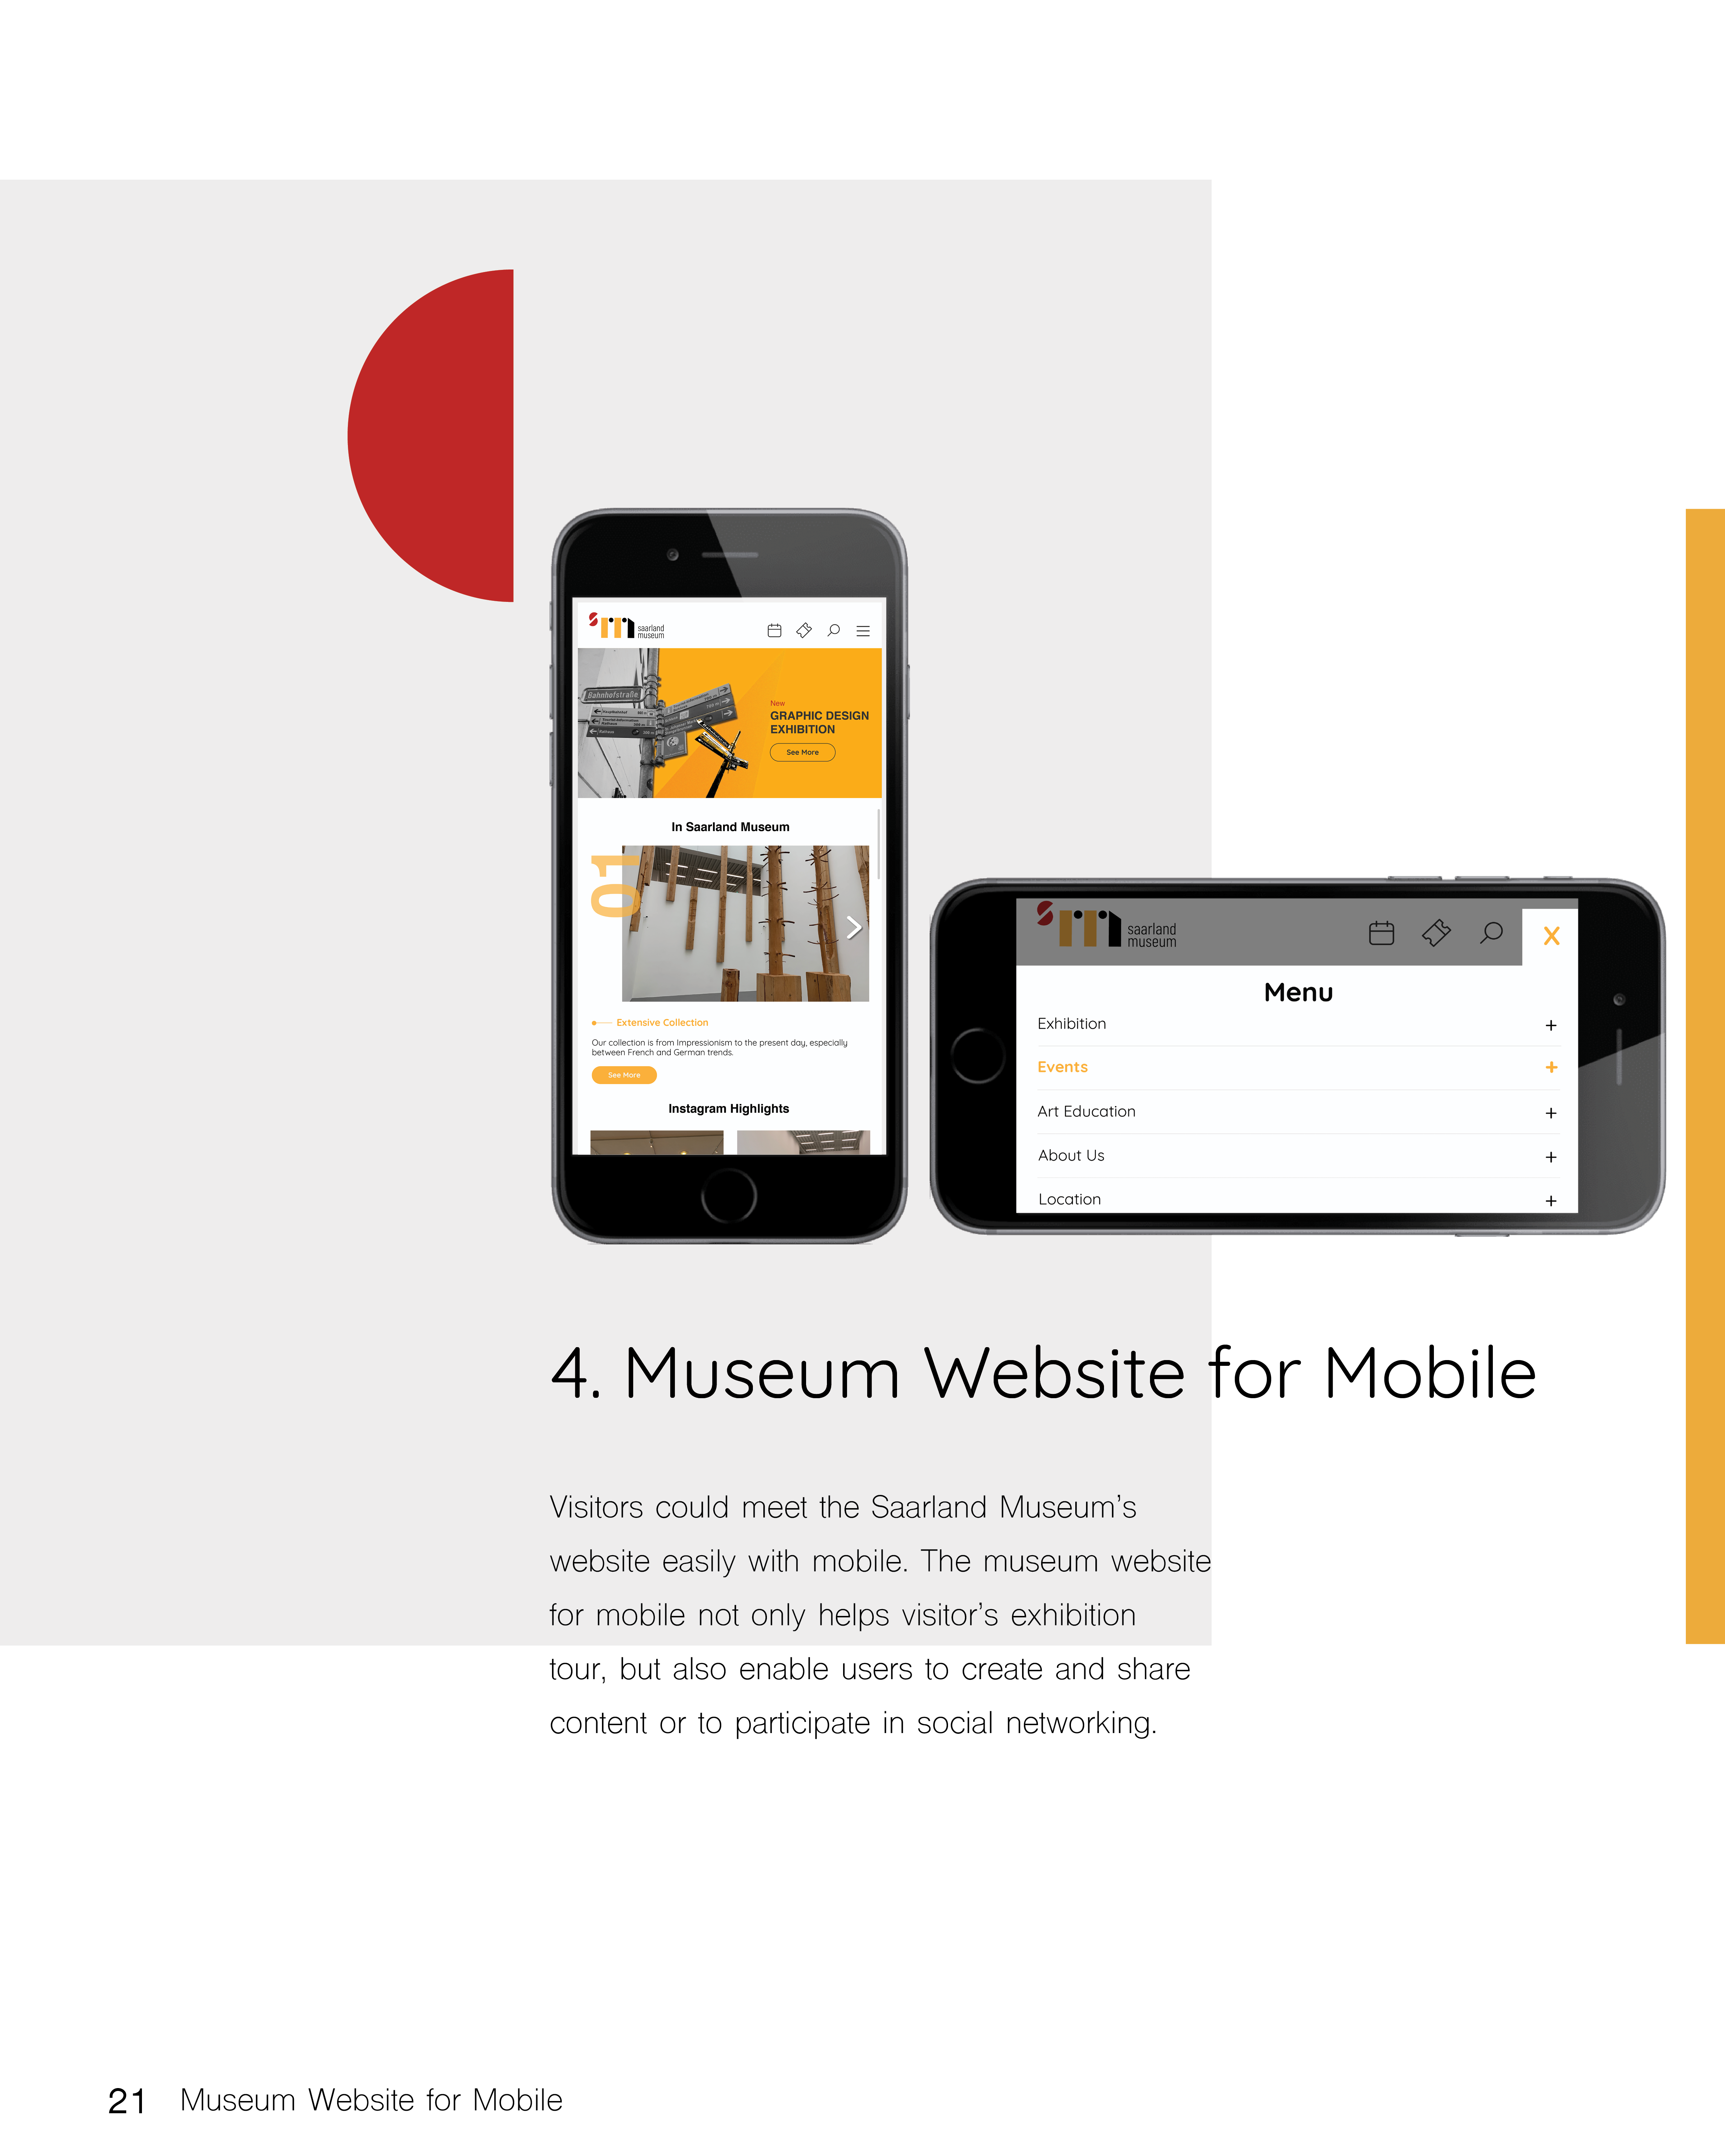 sm saarland
museum
Bahnhofstraße
New
GRAPHIC DESIGN
EXHIBITION
See More
In Saarland Museum
01
Extensive Collection
Our collection is from Impressionism to the present day, especially
between French and German trends.
See More
Instagram Highlights
sm saarland
museum
X
Menu
Exhibition +
Events +
Art Education +
About Us +
Location +
4. Museum Website for Mobile
Visitors could meet the Saarland Museum’s
website easily with mobile. The museum website
for mobile not only helps visitor’s exhibition
tour, but also enable users to create and share
content or to participate in social networking.
21 Museum Website for Mobile